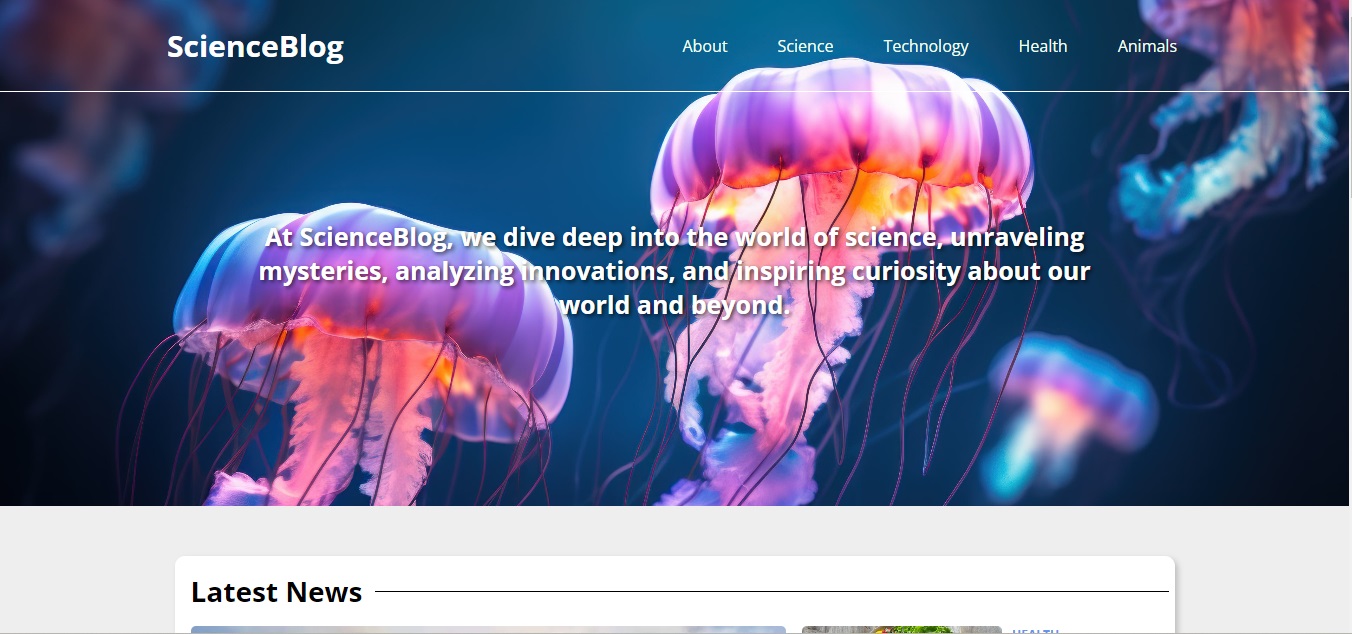 ScienceBlog
About Science Technology Health Animals
At ScienceBlog, we dive deep into the world of science, unraveling
mysteries, analyzing innovations, and inspiring curiosity about our
world and beyond.
Latest News
HEALTH